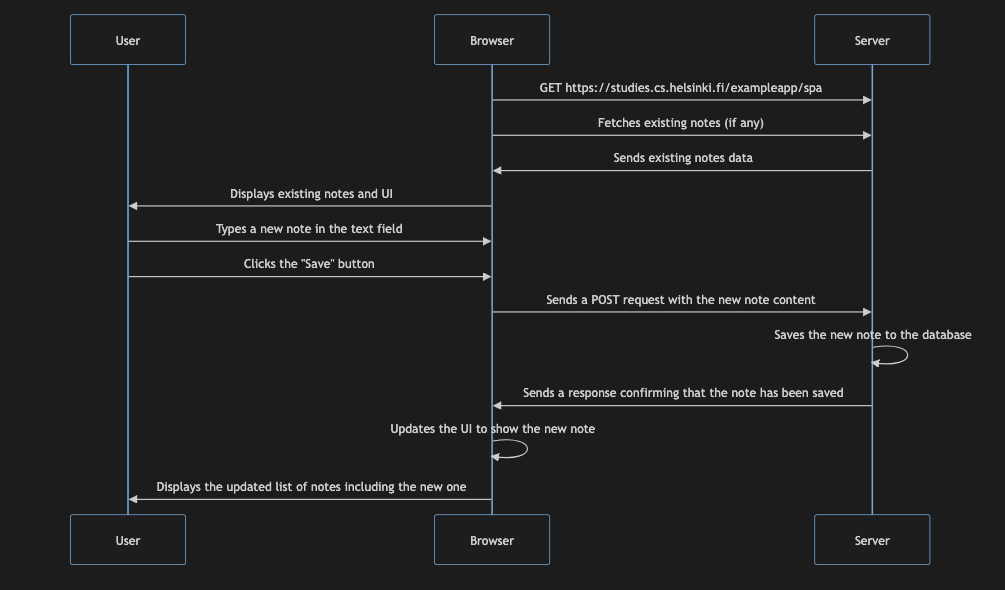 User
Browser
Server
GET https://studies.cs.helsinki.fi/exampleapp/spa
Fetches existing notes (if any)
Sends existing notes data
Displays existing notes and UI
Types a new note in the text field
Clicks the "Save" button
Sends a POST request with the new note content
Saves the new note to the database
Sends a response confirming that the note has been saved
Updates the UI to show the new note
Displays the updated list of notes including the new one
User
Browser
Server